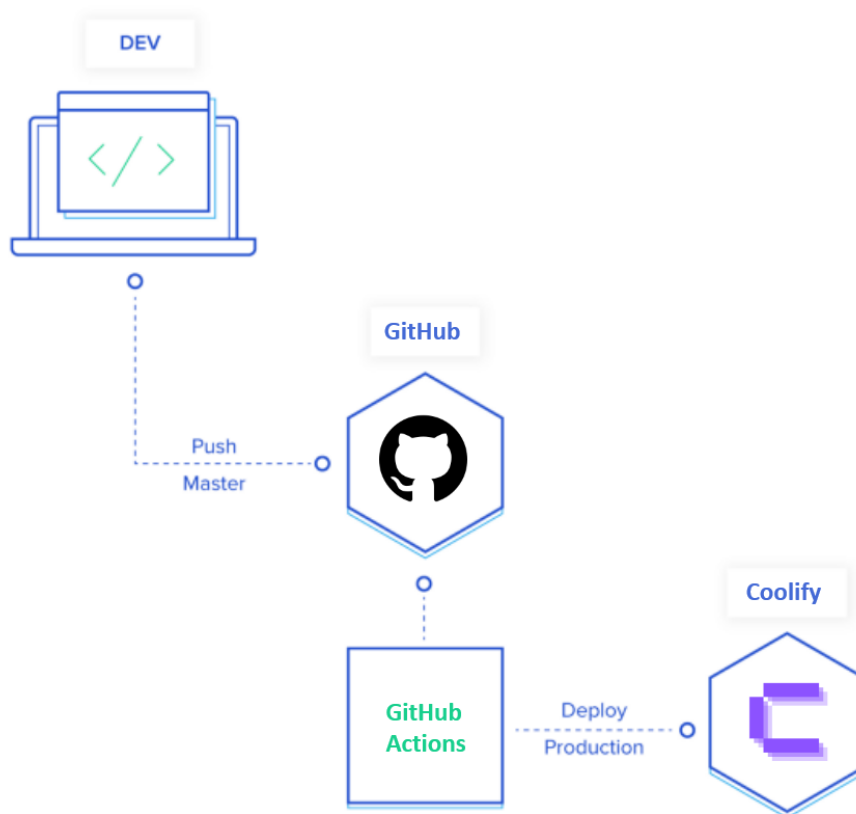 DEV
</>
GitHub
Push
Master
Coolify
GitHub
Actions
Deploy
Production